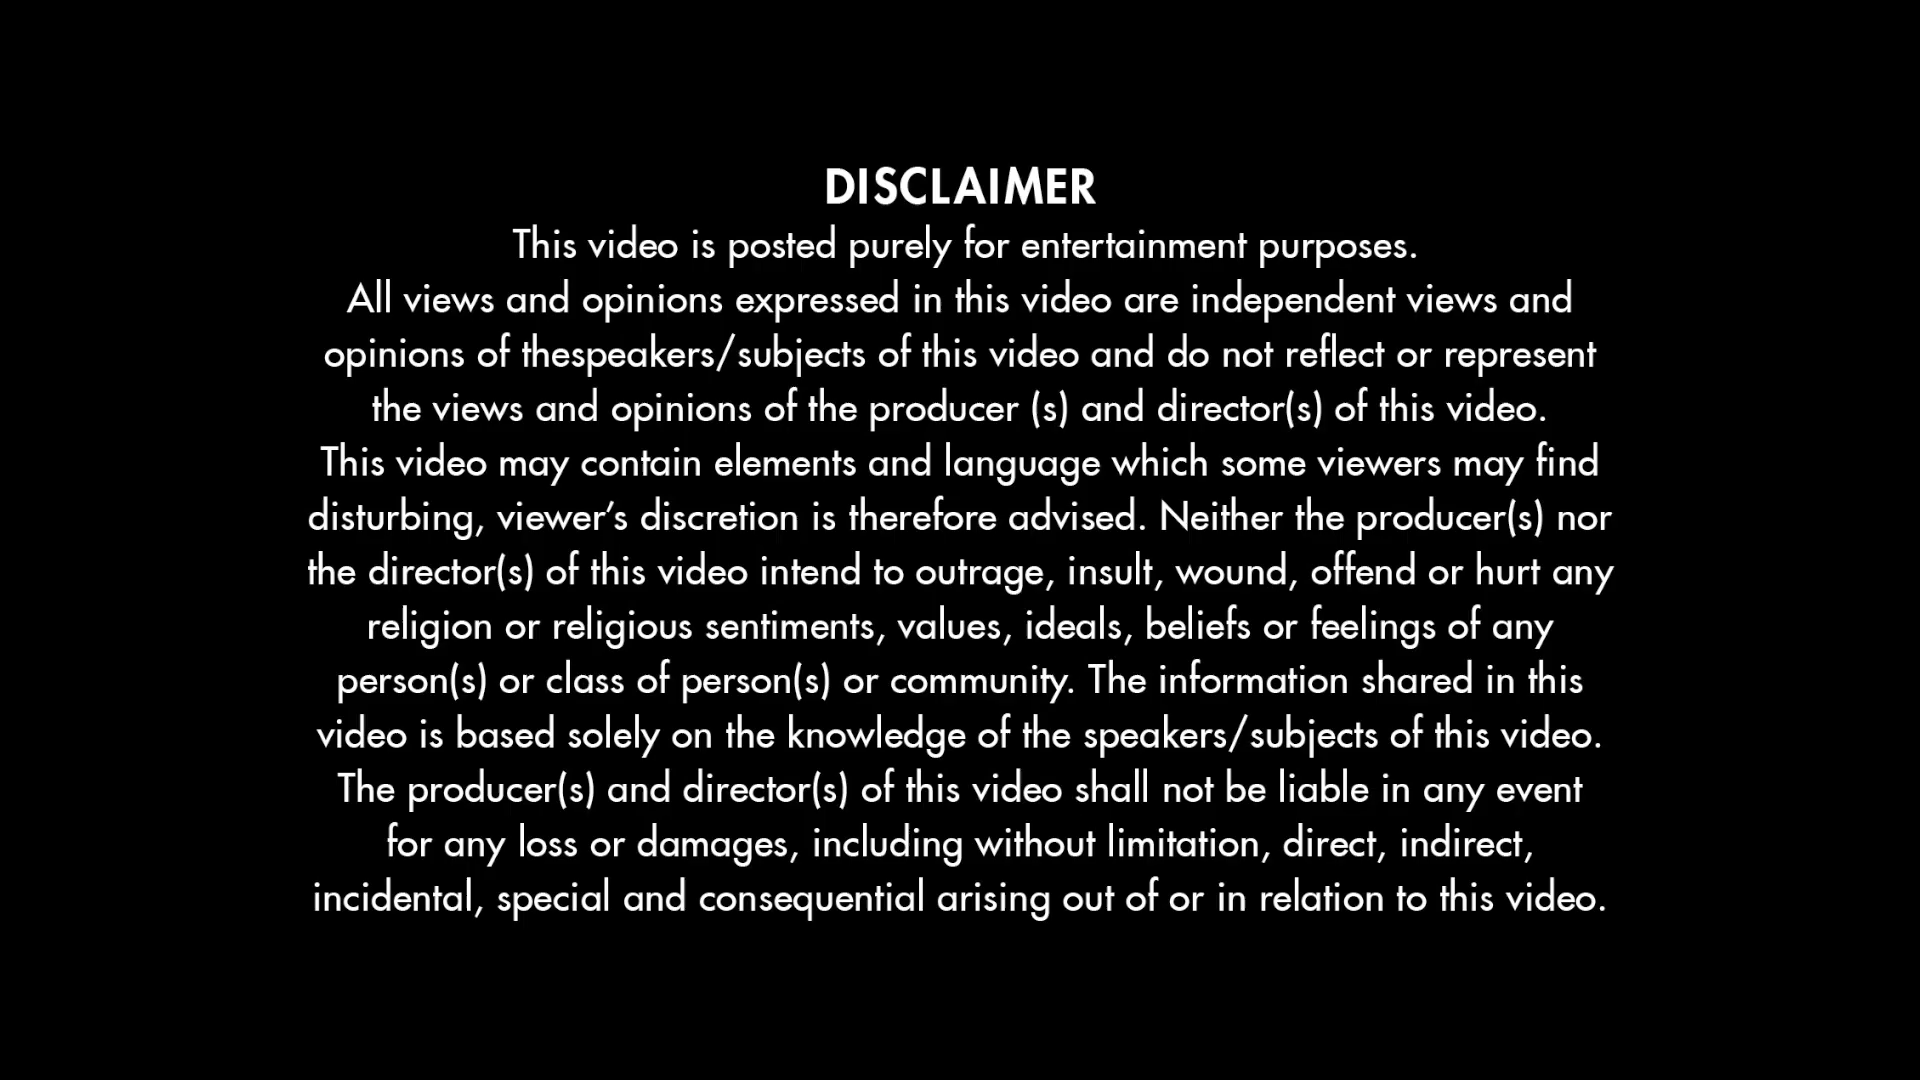 DISCLAIMER
This video is posted purely for entertainment purposes.
All views and opinions expressed in this video are independent views and
opinions of thespeakers/subjects of this video and do not reflect or represent
the views and opinions of the producer (s) and director(s) of this video.
This video may contain elements and language which some viewers may find
disturbing, viewer’s discretion is therefore advised. Neither the producer(s) nor
the director(s) of this video intend to outrage, insult, wound, offend or hurt any
religion or religious sentiments, values, ideals, beliefs or feelings of any
person(s) or class of person(s) or community. The information shared in this
video is based solely on the knowledge of the speakers/subjects of this video.
The producer(s) and director(s) of this video shall not be liable in any event
for any loss or damages, including without limitation, direct, indirect,
incidental, special and consequential arising out of or in relation to this video.